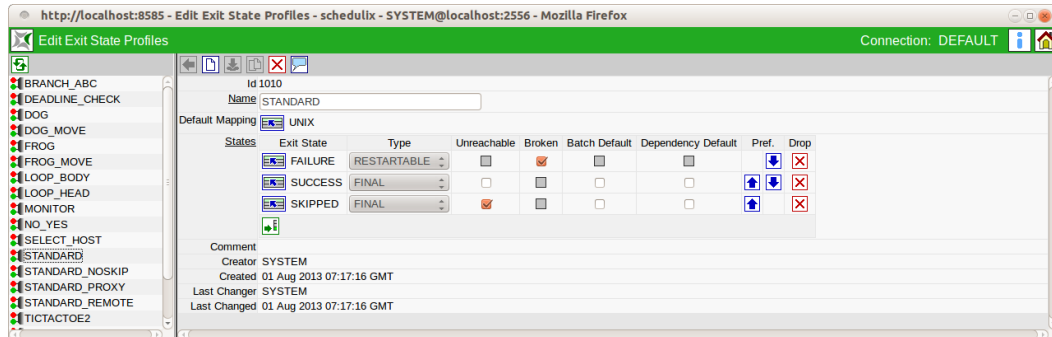 http://localhost:8585 - Edit Exit State Profiles - schedulix - SYSTEM@localhost:2556 - Mozilla Firefox
Edit Exit State Profiles
Connection: DEFAULT
BRANCH_ABC
DEADLINE_CHECK
DOG
DOG_MOVE
FROG
FROG_MOVE
LOOP_BODY
LOOP_HEAD
MONITOR
NO_YES
SELECT_HOST
STANDARD
STANDARD_NOSKIP
STANDARD_PROXY
STANDARD_REMOTE
TICTACTOE2
Id 1010
Name STANDARD
Default Mapping UNIX
States Exit State Type Unreachable Broken Batch Default Dependency Default Pref. Drop
FAILURE RESTARTABLE
SUCCESS FINAL
SKIPPED FINAL
Comment
Creator SYSTEM
Created 01 Aug 2013 07:17:16 GMT
Last Changer SYSTEM
Last Changed 01 Aug 2013 07:17:16 GMT